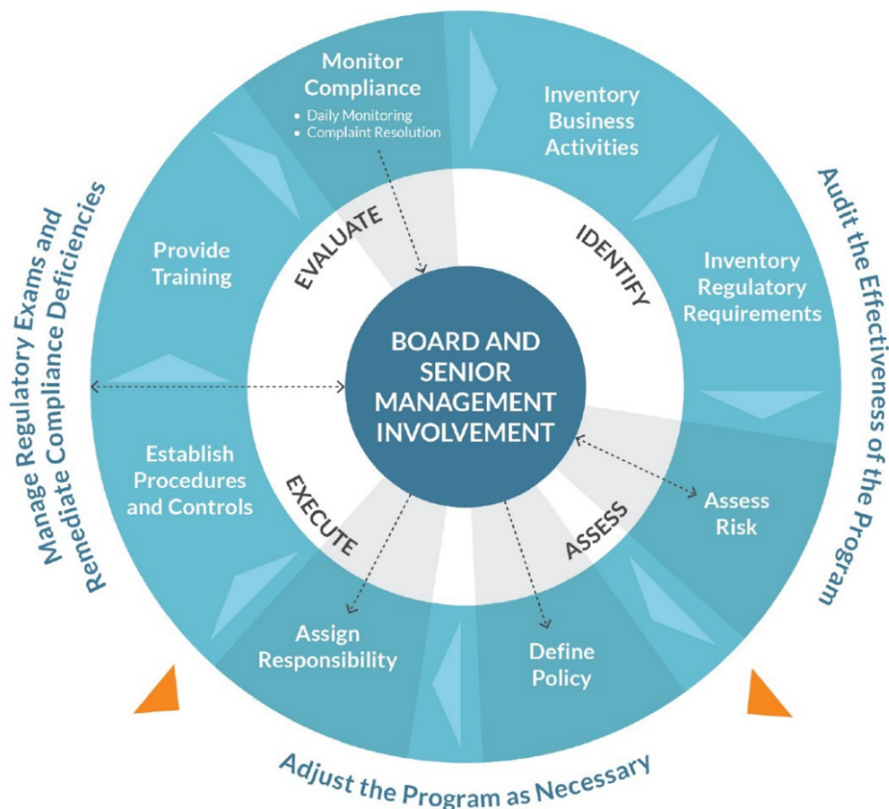 Monitor
Compliance
• Daily Monitoring
• Complaint Resolution
Inventory
Business
Activities
Inventory
Regulatory
Requirements
Assess
Risk
Define
Policy
Assign
Responsibility
Establish
Procedures
and Controls
Provide
Training
EVALUATE
IDENTIFY
ASSESS
EXECUTE
BOARD AND
SENIOR
MANAGEMENT
INVOLVEMENT
Audit the Effectiveness of the Program
Adjust the Program as Necessary
Manage Regulatory Exams and
Remediate Compliance Deficiencies